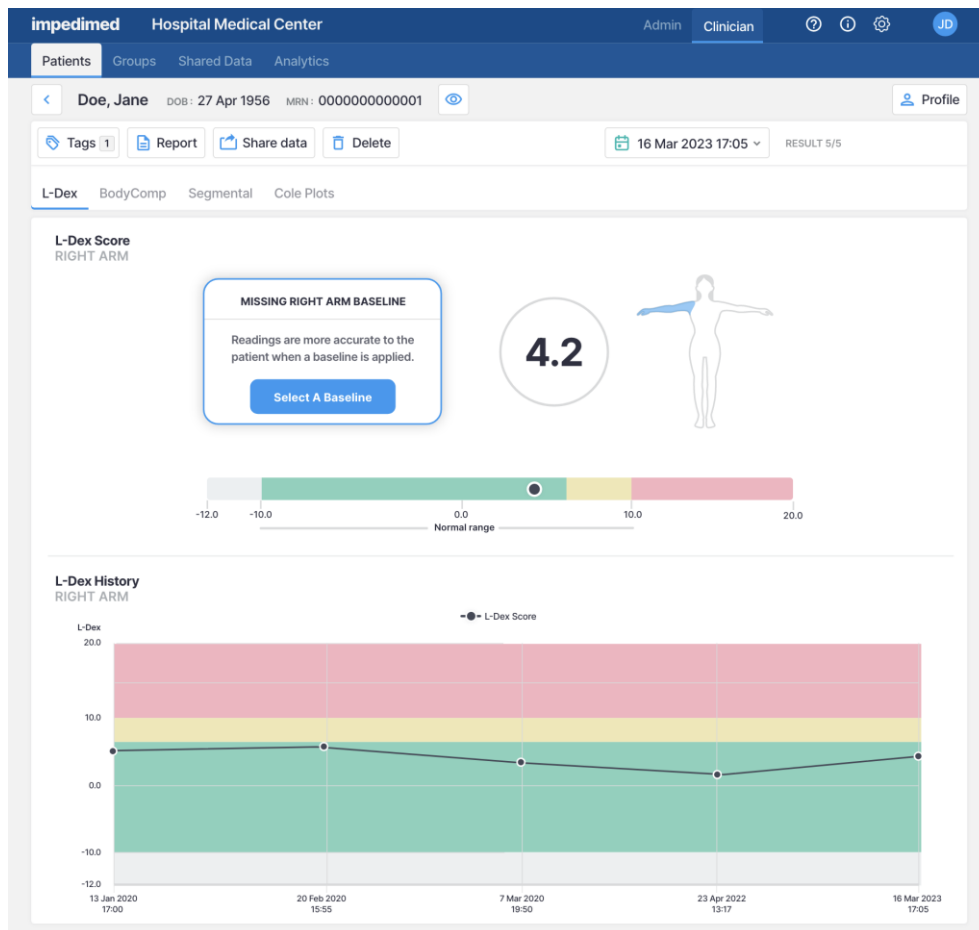 impedimed Hospital Medical Center Admin Clinician JD
Patients Groups Shared Data Analytics
Doe, Jane DOB: 27 Apr 1956 MRN: 0000000000001 Profile
Tags 1 Report Share data Delete 16 Mar 2023 17:05 RESULT 5/5
L-Dex BodyComp Segmental Cole Plots
L-Dex Score
RIGHT ARM
MISSING RIGHT ARM BASELINE
Readings are more accurate to the
patient when a baseline is applied.
Select A Baseline
4.2
-12.0 -10.0 0.0 10.0 20.0
Normal range
L-Dex History
RIGHT ARM
L-Dex Score
L-Dex
20.0
10.0
0.0
-10.0
-12.0
13 Jan 2020 20 Feb 2020 7 Mar 2020 23 Apr 2022 16 Mar 2023
17:00 15:55 19:50 13:17 17:05